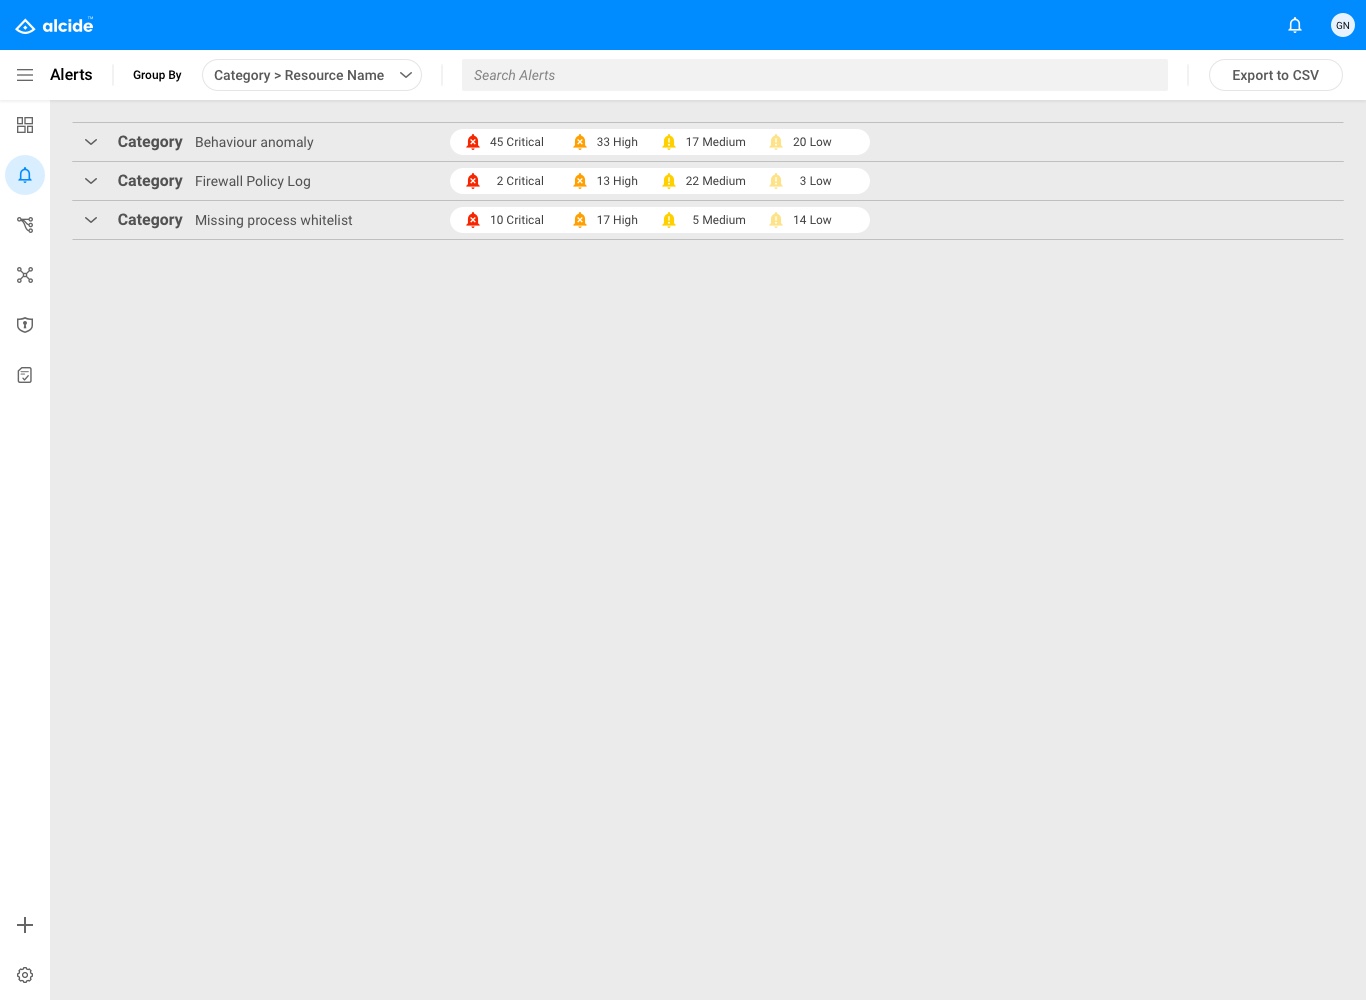 alcide™
GN
Alerts
Group By
Category > Resource Name
Search Alerts
Export to CSV
Category Behaviour anomaly 45 Critical 33 High 17 Medium 20 Low
Category Firewall Policy Log 2 Critical 13 High 22 Medium 3 Low
Category Missing process whitelist 10 Critical 17 High 5 Medium 14 Low